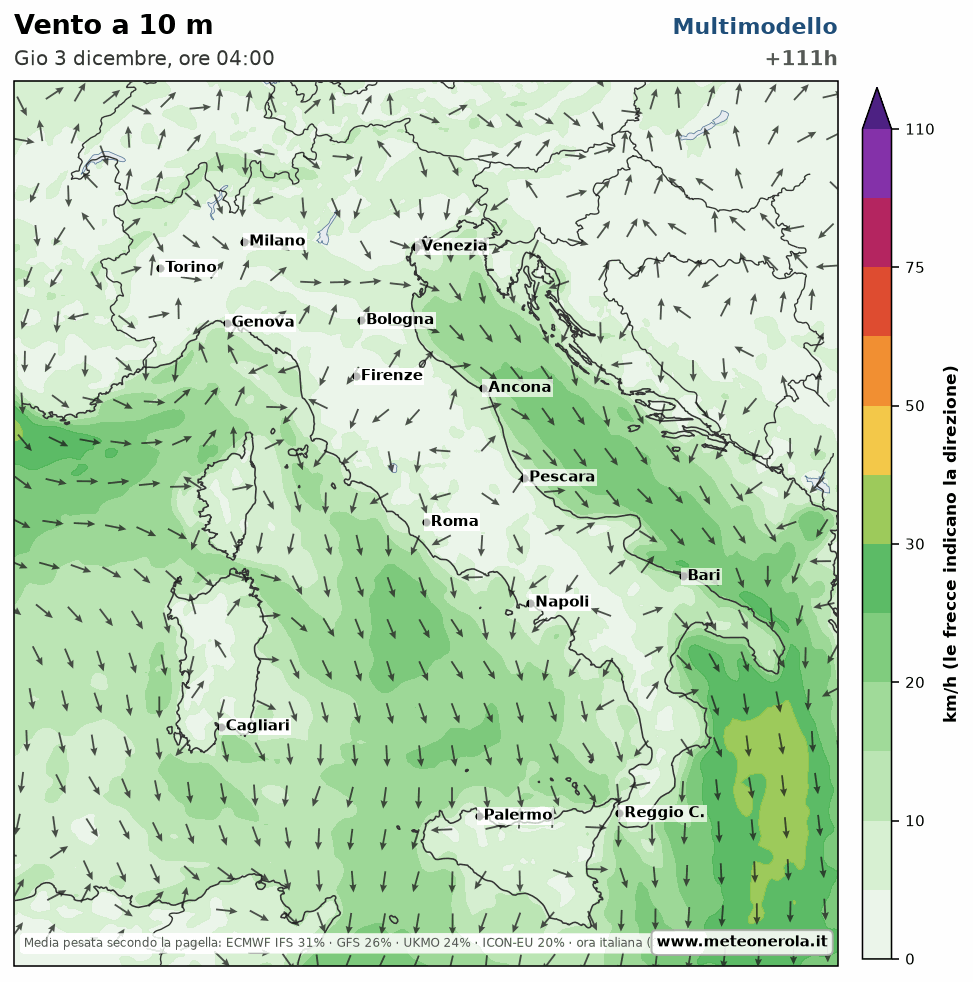 Vento a 10 m
Multimodello
Gio 3 dicembre, ore 04:00
+111h
Milano
Venezia
Torino
Genova
Bologna
Firenze
Ancona
Pescara
Roma
Bari
Napoli
Cagliari
Palermo
Reggio C.
110
75
50
30
20
10
0
km/h (le frecce indicano la direzione)
Media pesata secondo la pagella: ECMWF IFS 31% · GFS 26% · UKMO 24% · ICON-EU 20% · ora italiana (
www.meteonerola.it